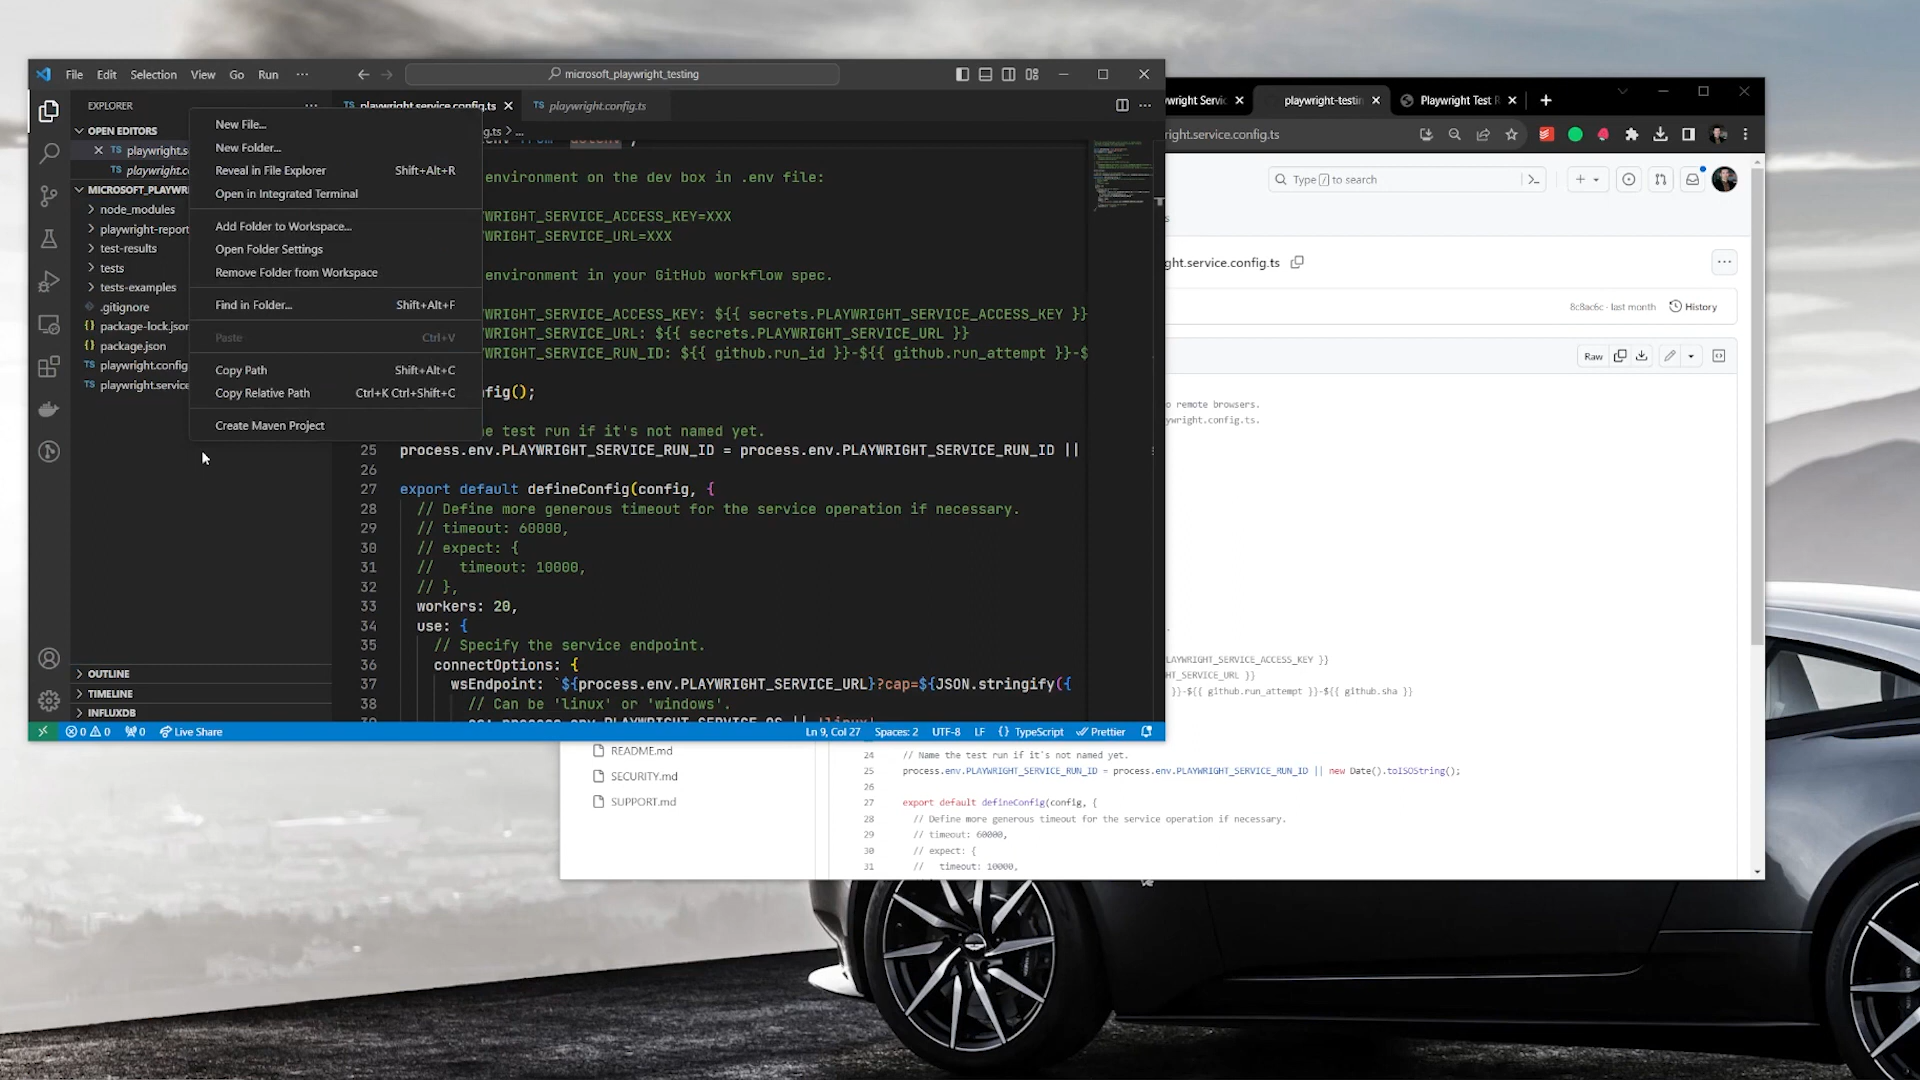 File Edit Selection View Go Run ···
microsoft_playwright_testing
EXPLORER
playwright.service.config.ts
playwright.config.ts
OPEN EDITORS
playwright.s
playwright.c
MICROSOFT_PLAYWR
node_modules
playwright-report
test-results
tests
tests-examples
.gitignore
package-lock.json
package.json
playwright.config
playwright.service
OUTLINE
TIMELINE
INFLUXDB
New File...
New Folder...
Reveal in File Explorer Shift+Alt+R
Open in Integrated Terminal
Add Folder to Workspace...
Open Folder Settings
Remove Folder from Workspace
Find in Folder... Shift+Alt+F
Paste Ctrl+V
Copy Path Shift+Alt+C
Copy Relative Path Ctrl+K Ctrl+Shift+C
Create Maven Project
g.ts > ...
environment on the dev box in .env file:
WRIGHT_SERVICE_ACCESS_KEY=XXX
WRIGHT_SERVICE_URL=XXX
environment in your GitHub workflow spec.
WRIGHT_SERVICE_ACCESS_KEY: ${{ secrets.PLAYWRIGHT_SERVICE_ACCESS_KEY }}
WRIGHT_SERVICE_URL: ${{ secrets.PLAYWRIGHT_SERVICE_URL }}
WRIGHT_SERVICE_RUN_ID: ${{ github.run_id }}-${{ github.run_attempt }}-$
fig();
e test run if it's not named yet.
25 process.env.PLAYWRIGHT_SERVICE_RUN_ID = process.env.PLAYWRIGHT_SERVICE_RUN_ID ||
26
27 export default defineConfig(config, {
28 // Define more generous timeout for the service operation if necessary.
29 // timeout: 60000,
30 // expect: {
31 //   timeout: 10000,
32 // },
33 workers: 20,
34 use: {
35 // Specify the service endpoint.
36 connectOptions: {
37 wsEndpoint: `${process.env.PLAYWRIGHT_SERVICE_URL}?cap=${JSON.stringify({
38 // Can be 'linux' or 'windows'.
0 0 0 Live Share
Ln 9, Col 27 Spaces: 2 UTF-8 LF {} TypeScript Prettier
wright Servic
playwright-testin
Playwright Test R
right.service.config.ts
Type / to search
ght.service.config.ts
8c8ac6c · last month History
Raw
o remote browsers.
ywright.config.ts.
LAYWRIGHT_SERVICE_ACCESS_KEY }}
HT_SERVICE_URL }}
}}-${{ github.run_attempt }}-${{ github.sha }}
README.md
SECURITY.md
SUPPORT.md
24 // Name the test run if it's not named yet.
25 process.env.PLAYWRIGHT_SERVICE_RUN_ID = process.env.PLAYWRIGHT_SERVICE_RUN_ID || new Date().toISOString();
26
27 export default defineConfig(config, {
28 // Define more generous timeout for the service operation if necessary.
29 // timeout: 60000,
30 // expect: {
31 //   timeout: 10000,